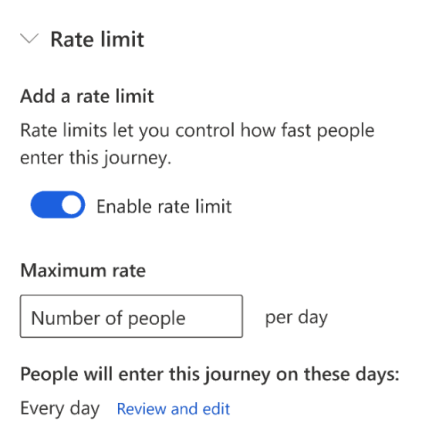 Rate limit
Add a rate limit
Rate limits let you control how fast people
enter this journey.
Enable rate limit
Maximum rate
Number of people per day
People will enter this journey on these days:
Every day Review and edit